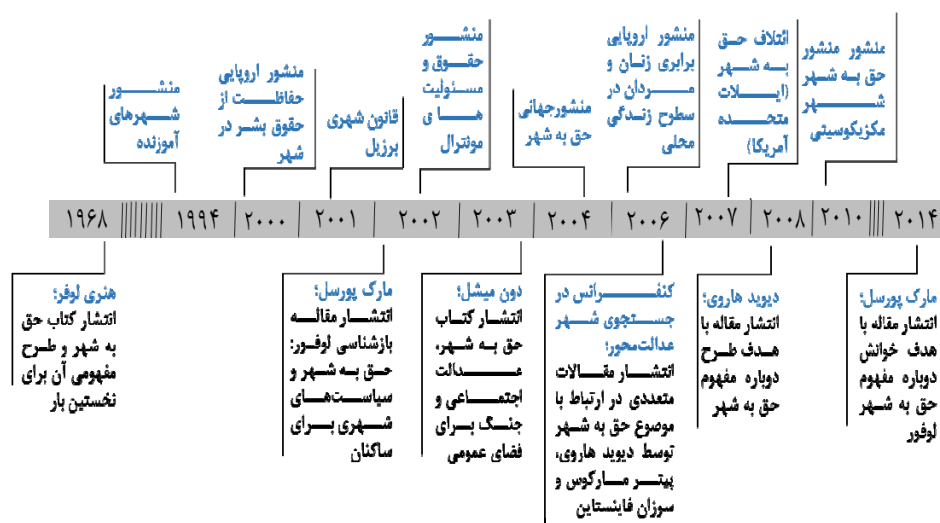 منشور
شهرهای
آموزنده
منشور اروپایی
حفاظت از
حقوق بشر در
شهر
قانون شهری
برزیل
منشور
حقوق و
مسئولیت
های
مونترال
منشورجهانی
حق به شهر
منشور اروپایی
برابری زنان و
مردان در
سطوح زندگی
محلی
ائتلاف حق
به شهر
(ایالات
متحده
آمریکا)
منشور منشور
حق به شهر
شهر
مکزیکوسیتی
۱۹۶۸ ۱۹۹۴ ۲۰۰۰ ۲۰۰۱ ۲۰۰۲ ۲۰۰۳ ۲۰۰۴ ۲۰۰۶ ۲۰۰۷ ۲۰۰۸ ۲۰۱۰ ۲۰۱۴
هنری لوفر؛
انتشار کتاب حق
به شهر و طرح
مفهومی آن برای
نخستین بار
مارک پورسل؛
انتشار مقاله
بازشناسی لوفور:
حق به شهر و
سیاست‌های
شهری برای
ساکنان
دون میشل؛
انتشار کتاب
حق به شهر،
عدالت
اجتماعی و
جنگ برای
فضای عمومی
کنفرانس در
جستجوی شهر
عدالت‌محور؛
انتشار مقالات
متعددی در ارتباط با
موضوع حق به شهر
توسط دیوید هاروی،
پیتر مارکوس و
سوزان فاینستاین
دیوید هاروی؛
انتشار مقاله با
هدف طرح
دوباره مفهوم
حق به شهر
مارک پورسل؛
انتشار مقاله با
هدف خوانش
دوباره مفهوم
حق به شهر
لوفور